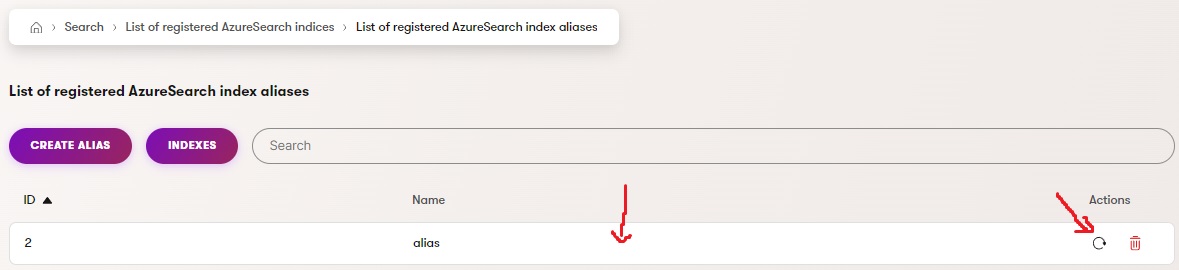 Search > List of registered AzureSearch indices > List of registered AzureSearch index aliases
List of registered AzureSearch index aliases
CREATE ALIAS INDEXES Search
ID Name Actions
2 alias